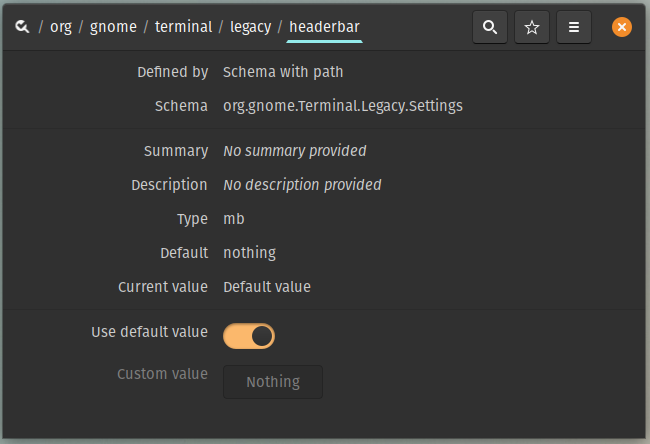 / org / gnome / terminal / legacy / headerbar
Defined by Schema with path
Schema org.gnome.Terminal.Legacy.Settings
Summary No summary provided
Description No description provided
Type mb
Default nothing
Current value Default value
Use default value
Custom value Nothing